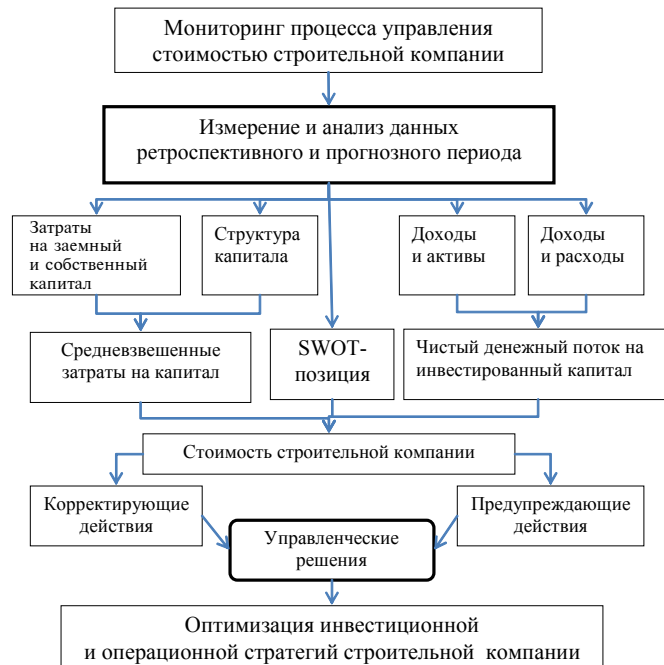 Мониторинг процесса управления
стоимостью строительной компании
Измерение и анализ данных
ретроспективного и прогнозного периода
Затраты
на заемный
и собственный
капитал
Структура
капитала
Доходы
и активы
Доходы
и расходы
Средневзвешенные
затраты на капитал
SWOT-
позиция
Чистый денежный поток на
инвестированный капитал
Стоимость строительной компании
Корректирующие
действия
Предупреждающие
действия
Управленческие
решения
Оптимизация инвестиционной
и операционной стратегий строительной компании